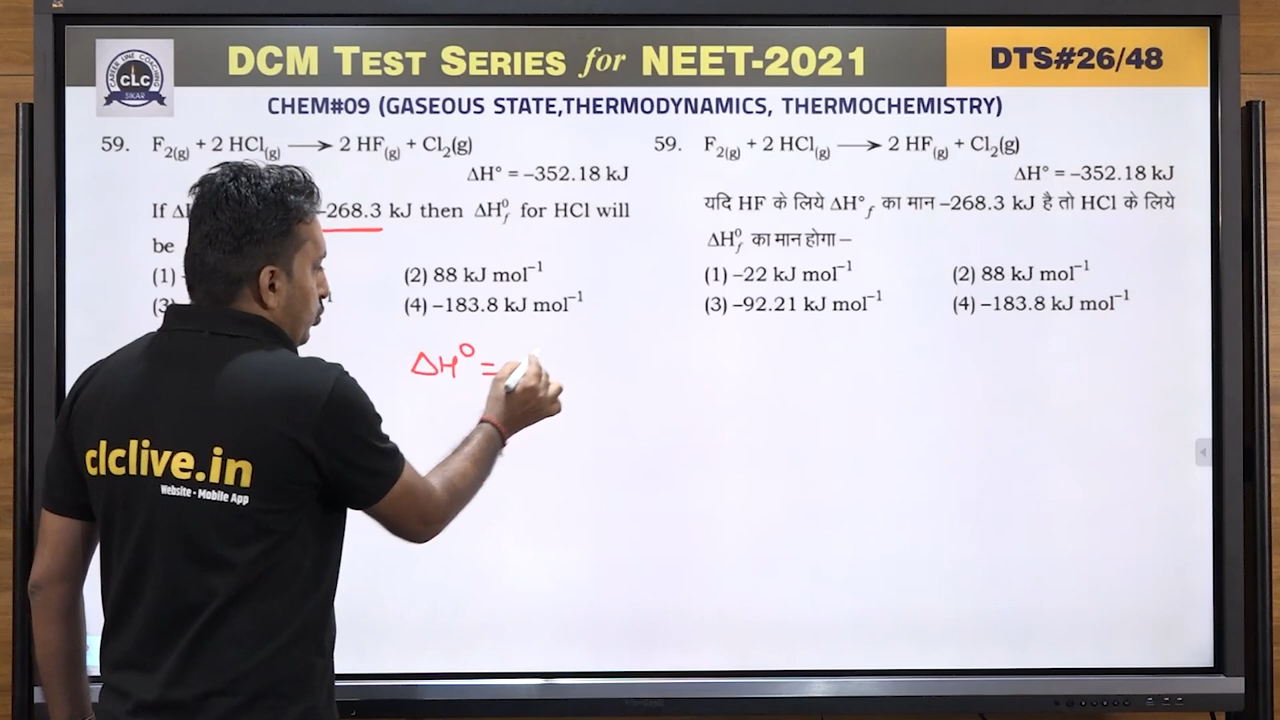 DCM TEST SERIES for NEET-2021
DTS#26/48
CAREER LINE COACHING
CLC
SIKAR
CHEM#09 (GASEOUS STATE,THERMODYNAMICS, THERMOCHEMISTRY)
59. F₂(g) + 2 HCl(g) ⟶ 2 HF(g) + Cl₂(g)
ΔH° = –352.18 kJ
If ΔH –268.3 kJ then ΔH⁰f for HCl will
be
(1) – (2) 88 kJ mol⁻¹
(3) (4) –183.8 kJ mol⁻¹
ΔH⁰ =
59. F₂(g) + 2 HCl(g) ⟶ 2 HF(g) + Cl₂(g)
ΔH° = –352.18 kJ
यदि HF के लिये ΔH°f का मान –268.3 kJ है तो HCl के लिये
ΔH⁰f का मान होगा –
(1) –22 kJ mol⁻¹ (2) 88 kJ mol⁻¹
(3) –92.21 kJ mol⁻¹ (4) –183.8 kJ mol⁻¹
clclive.in
Website - Mobile App